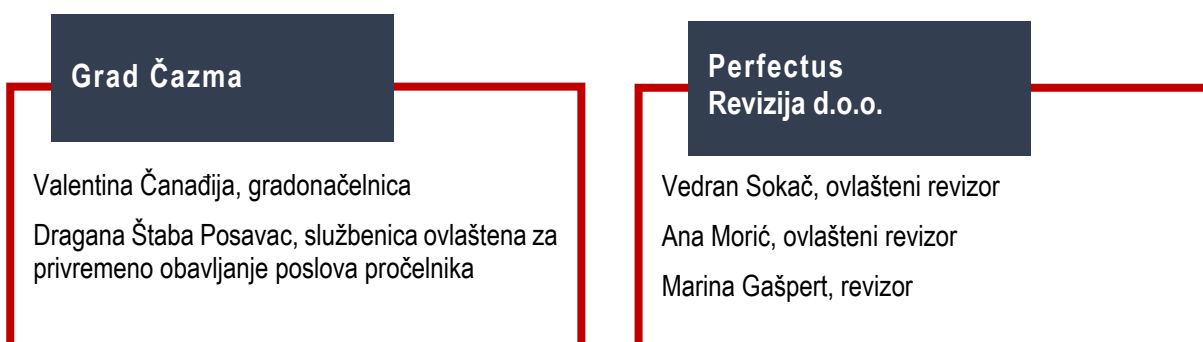 Grad Čazma
Valentina Čanađija, gradonačelnica
Dragana Štaba Posavac, službenica ovlaštena za
privremeno obavljanje poslova pročelnika
Perfectus
Revizija d.o.o.
Vedran Sokač, ovlašteni revizor
Ana Morić, ovlašteni revizor
Marina Gašpert, revizor